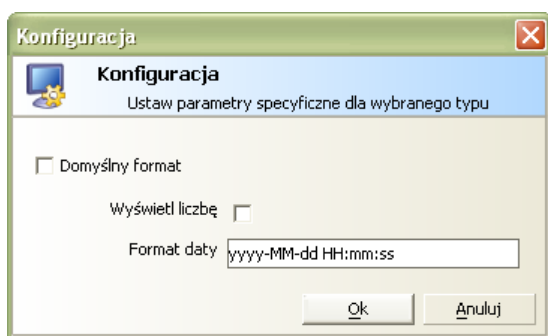 Konfiguracja
Konfiguracja
Ustaw parametry specyficzne dla wybranego typu
Domyślny format
Wyświetl liczbę
Format daty yyyy-MM-dd HH:mm:ss
Ok Anuluj